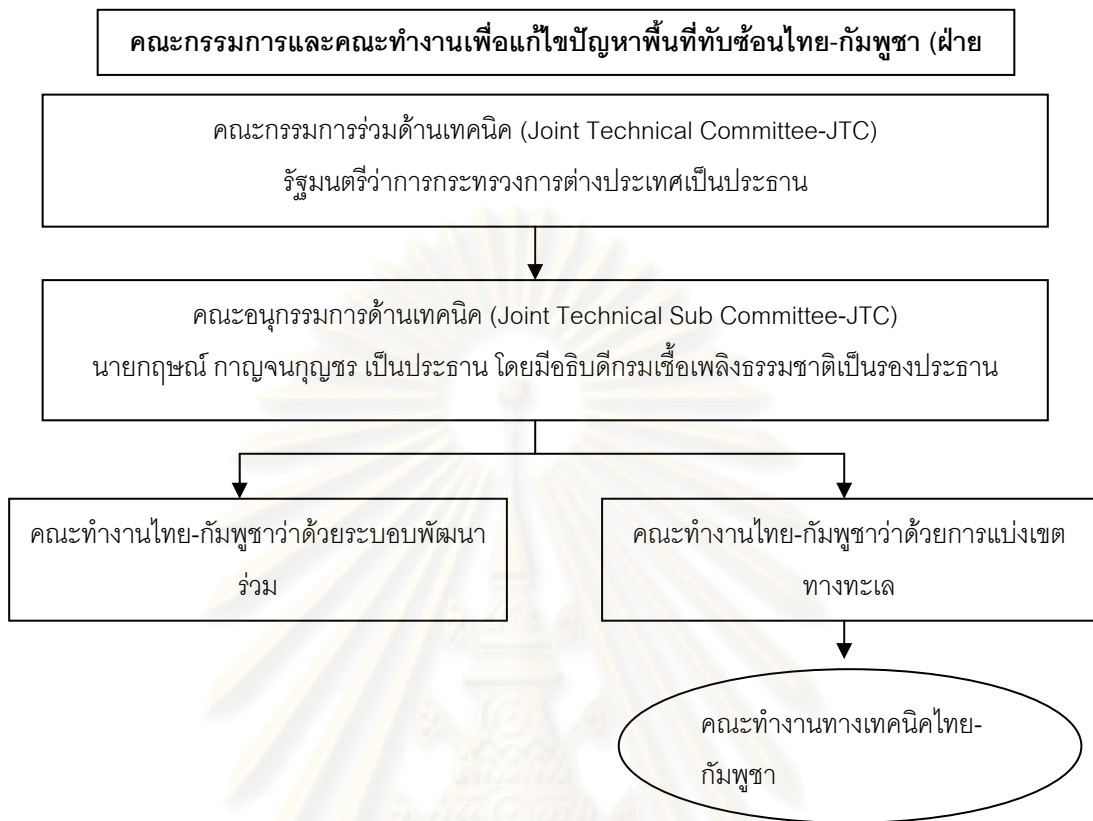 คณะกรรมการและคณะทำงานเพื่อแก้ไขปัญหาพื้นที่ทับซ้อนไทย-กัมพูชา (ฝ่าย
คณะกรรมการร่วมด้านเทคนิค (Joint Technical Committee-JTC)
รัฐมนตรีว่าการกระทรวงการต่างประเทศเป็นประธาน
คณะอนุกรรมการด้านเทคนิค (Joint Technical Sub Committee-JTC)
นายกฤษณ์ กาญจนกุญชร เป็นประธาน โดยมีอธิบดีกรมเชื้อเพลิงธรรมชาติเป็นรองประธาน
คณะทำงานไทย-กัมพูชาว่าด้วยระบอบพัฒนา
ร่วม
คณะทำงานไทย-กัมพูชาว่าด้วยการแบ่งเขต
ทางทะเล
คณะทำงานทางเทคนิคไทย-
กัมพูชา